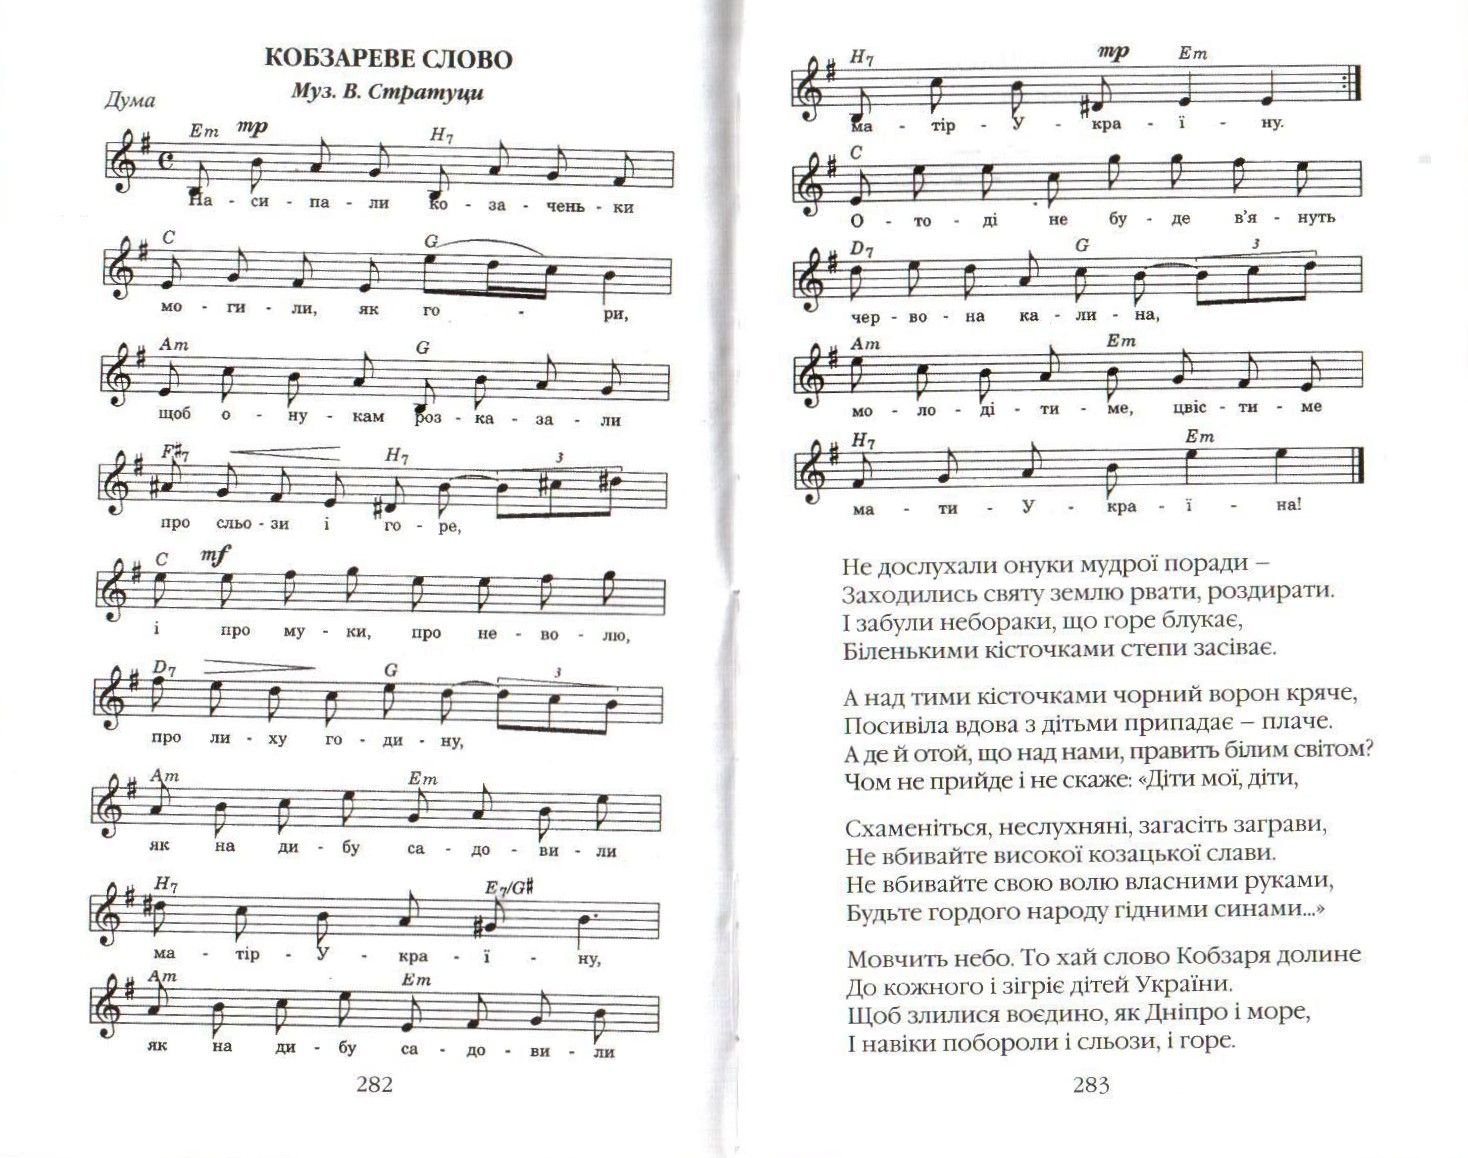 КОБЗАРЕВЕ СЛОВО
Муз. В. Стратуци
Дума
Em mp H7
На - си - па - ли ко - за - чень - ки
C G
мо - ги - ли, як го - ри,
Am G
щоб о - ну - кам роз - ка - за - ли
F#7 H7 3
про сльо - зи і го - ре,
C mf
і про му - ки, про не - во - лю,
D7 G 3
про ли - ху го - ди - ну,
Am Em
як на ди - бу са - до - ви - ли
H7 E7/G#
ма - тір - У - кра - ї - ну,
Am Em
як на ди - бу са - до - ви - ли
282
H7 mp Em
ма - тір - У - кра - ї - ну.
C
О - то - ді не бу - де в'я - нуть
D7 G 3
чер - во - на ка - ли - на,
Am Em
мо - ло - ді - ти - ме, цвіс - ти - ме
H7 Em
ма - ти - У - кра - ї - на!
Не дослухали онуки мудрої поради –
Заходились святу землю рвати, роздирати.
І забули небораки, що горе блукає,
Біленькими кісточками степи засіває.
А над тими кісточками чорний ворон кряче,
Посивіла вдова з дітьми припадає – плаче.
А де й отой, що над нами, править білим світом?
Чом не прийде і не скаже: «Діти мої, діти,
Схаменіться, неслухняні, загасіть заграви,
Не вбивайте високої козацької слави.
Не вбивайте свою волю власними руками,
Будьте гордого народу гідними синами...»
Мовчить небо. То хай слово Кобзаря долине
До кожного і зігріє дітей України.
Щоб злилися воєдино, як Дніпро і море,
І навіки побороли і сльози, і горе.
283